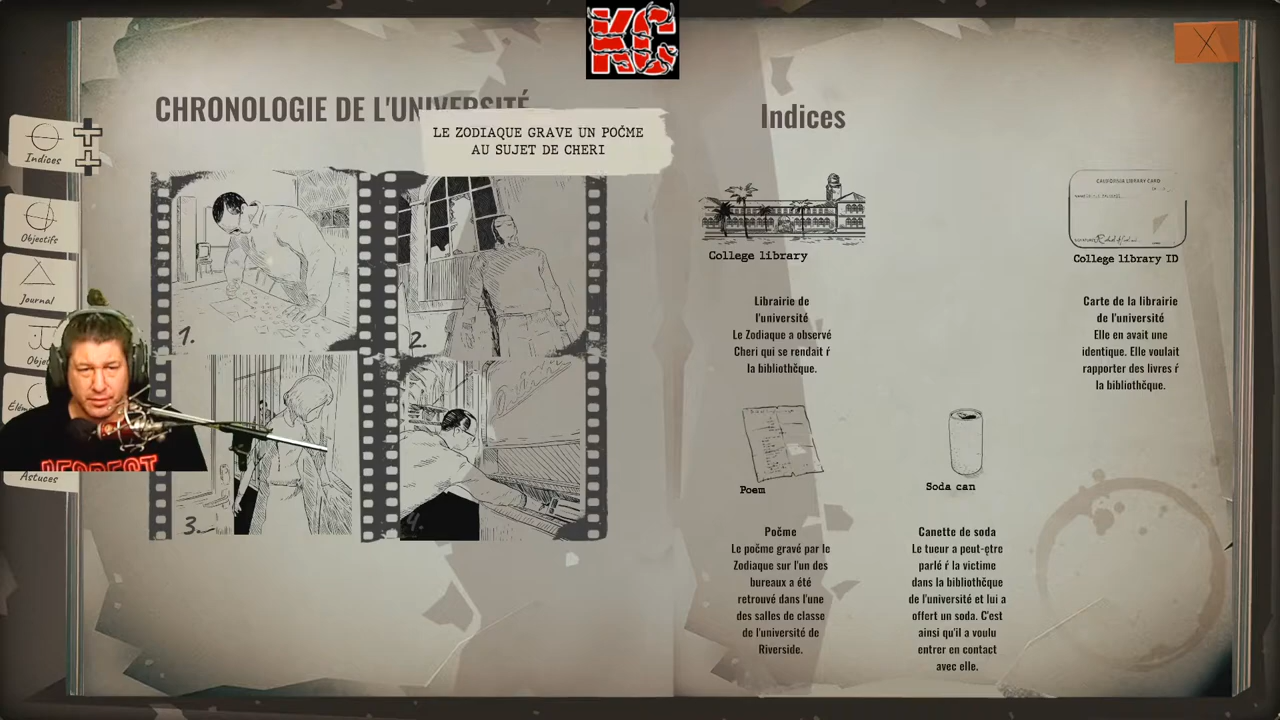 KC
X
CHRONOLOGIE DE L'UNIVERSITÉ
LE ZODIAQUE GRAVE UN POČME
AU SUJET DE CHERI
Indices
Indices
Objectifs
Journal
Astuces
1.
2.
3.
4.
CALIFORNIA LIBRARY CARD
College library
College library ID
Librairie de
l'université
Le Zodiaque a observé
Cheri qui se rendait ŕ
la bibliothčque.
Carte de la librairie
de l'université
Elle en avait une
identique. Elle voulait
rapporter des livres ŕ
la bibliothčque.
Poem
Soda can
Počme
Le počme gravé par le
Zodiaque sur l'un des
bureaux a été
retrouvé dans l'une
des salles de classe
de l'université de
Riverside.
Canette de soda
Le tueur a peut-ętre
parlé ŕ la victime
dans la bibliothčque
de l'université et lui a
offert un soda. C'est
ainsi qu'il a voulu
entrer en contact
avec elle.